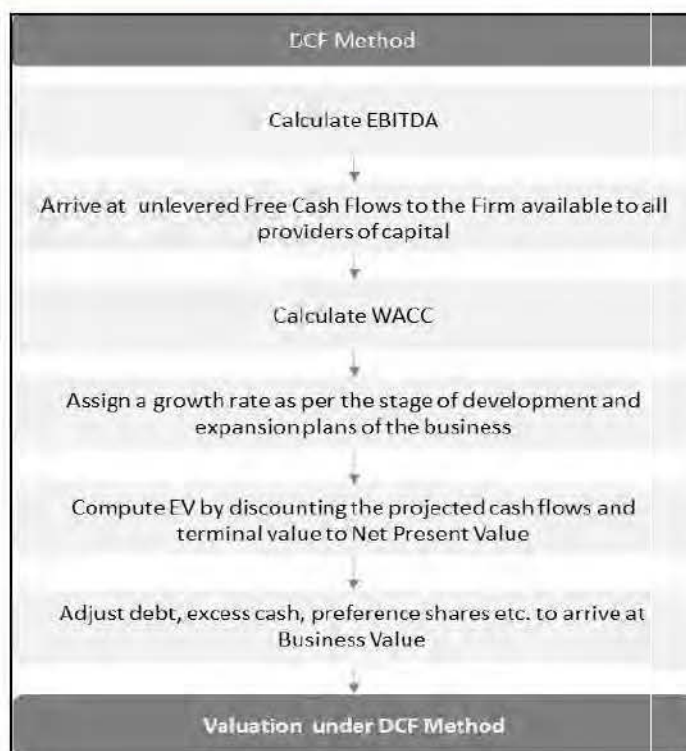 DCF Method
Calculate EBITDA
Arrive at unlevered Free Cash Flows to the Firm available to all
providers of capital
Calculate WACC
Assign a growth rate as per the stage of development and
expansion plans of the business
Compute EV by discounting the projected cash flows and
terminal value to Net Present Value
Adjust debt, excess cash, preference shares etc. to arrive at
Business Value
Valuation under DCF Method